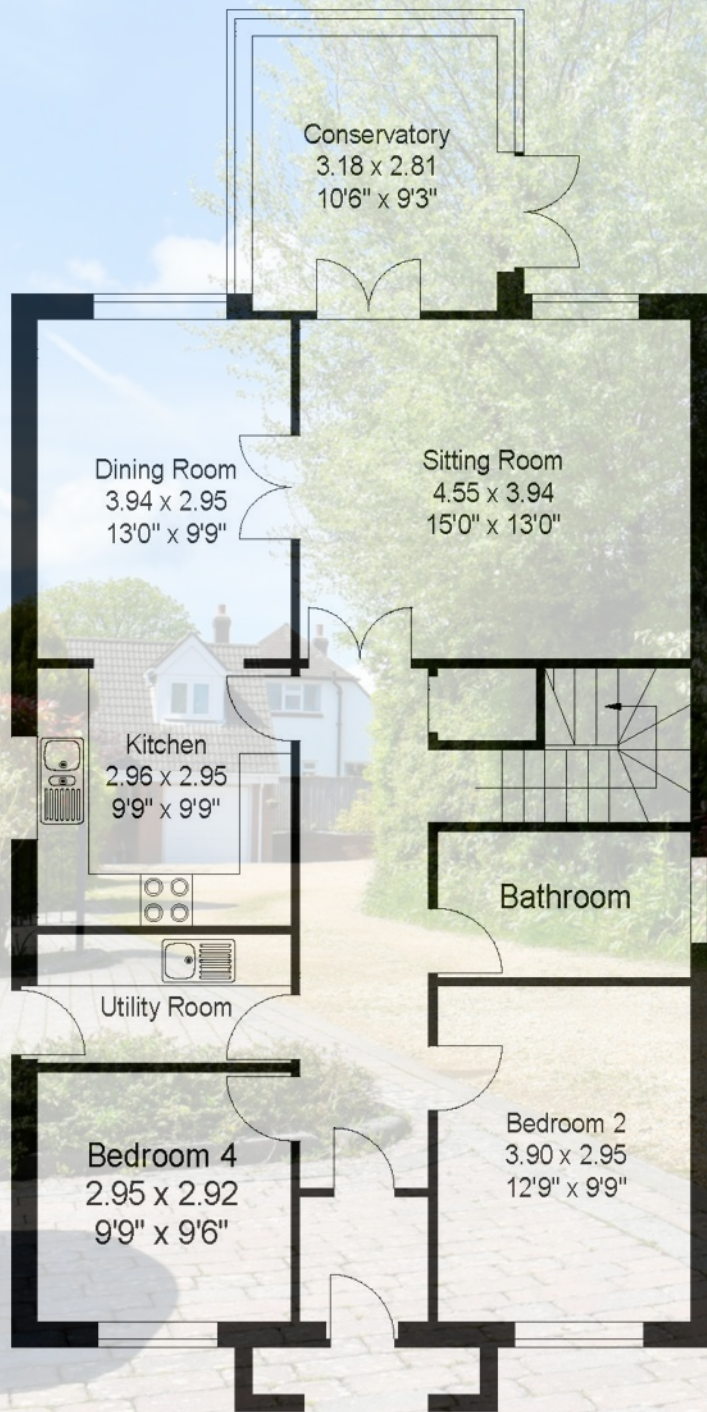 Conservatory
3.18 x 2.81
10'6" x 9'3"
Dining Room
3.94 x 2.95
13'0" x 9'9"
Sitting Room
4.55 x 3.94
15'0" x 13'0"
Kitchen
2.96 x 2.95
9'9" x 9'9"
Bathroom
Utility Room
Bedroom 4
2.95 x 2.92
9'9" x 9'6"
Bedroom 2
3.90 x 2.95
12'9" x 9'9"